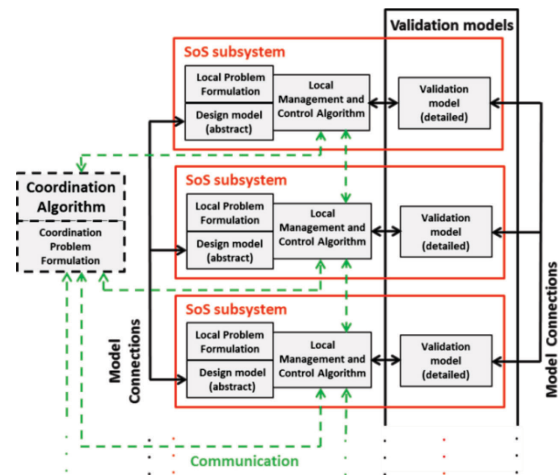 Validation models
SoS subsystem
Local Problem
Formulation
Design model
(abstract)
Local
Management and
Control Algorithm
Validation
model
(detailed)
Coordination
Algorithm
Coordination
Problem
Formulation
SoS subsystem
Local Problem
Formulation
Design model
(abstract)
Local
Management and
Control Algorithm
Validation
model
(detailed)
SoS subsystem
Local Problem
Formulation
Design model
(abstract)
Local
Management and
Control Algorithm
Validation
model
(detailed)
Model
Connections
Model Connections
Communication